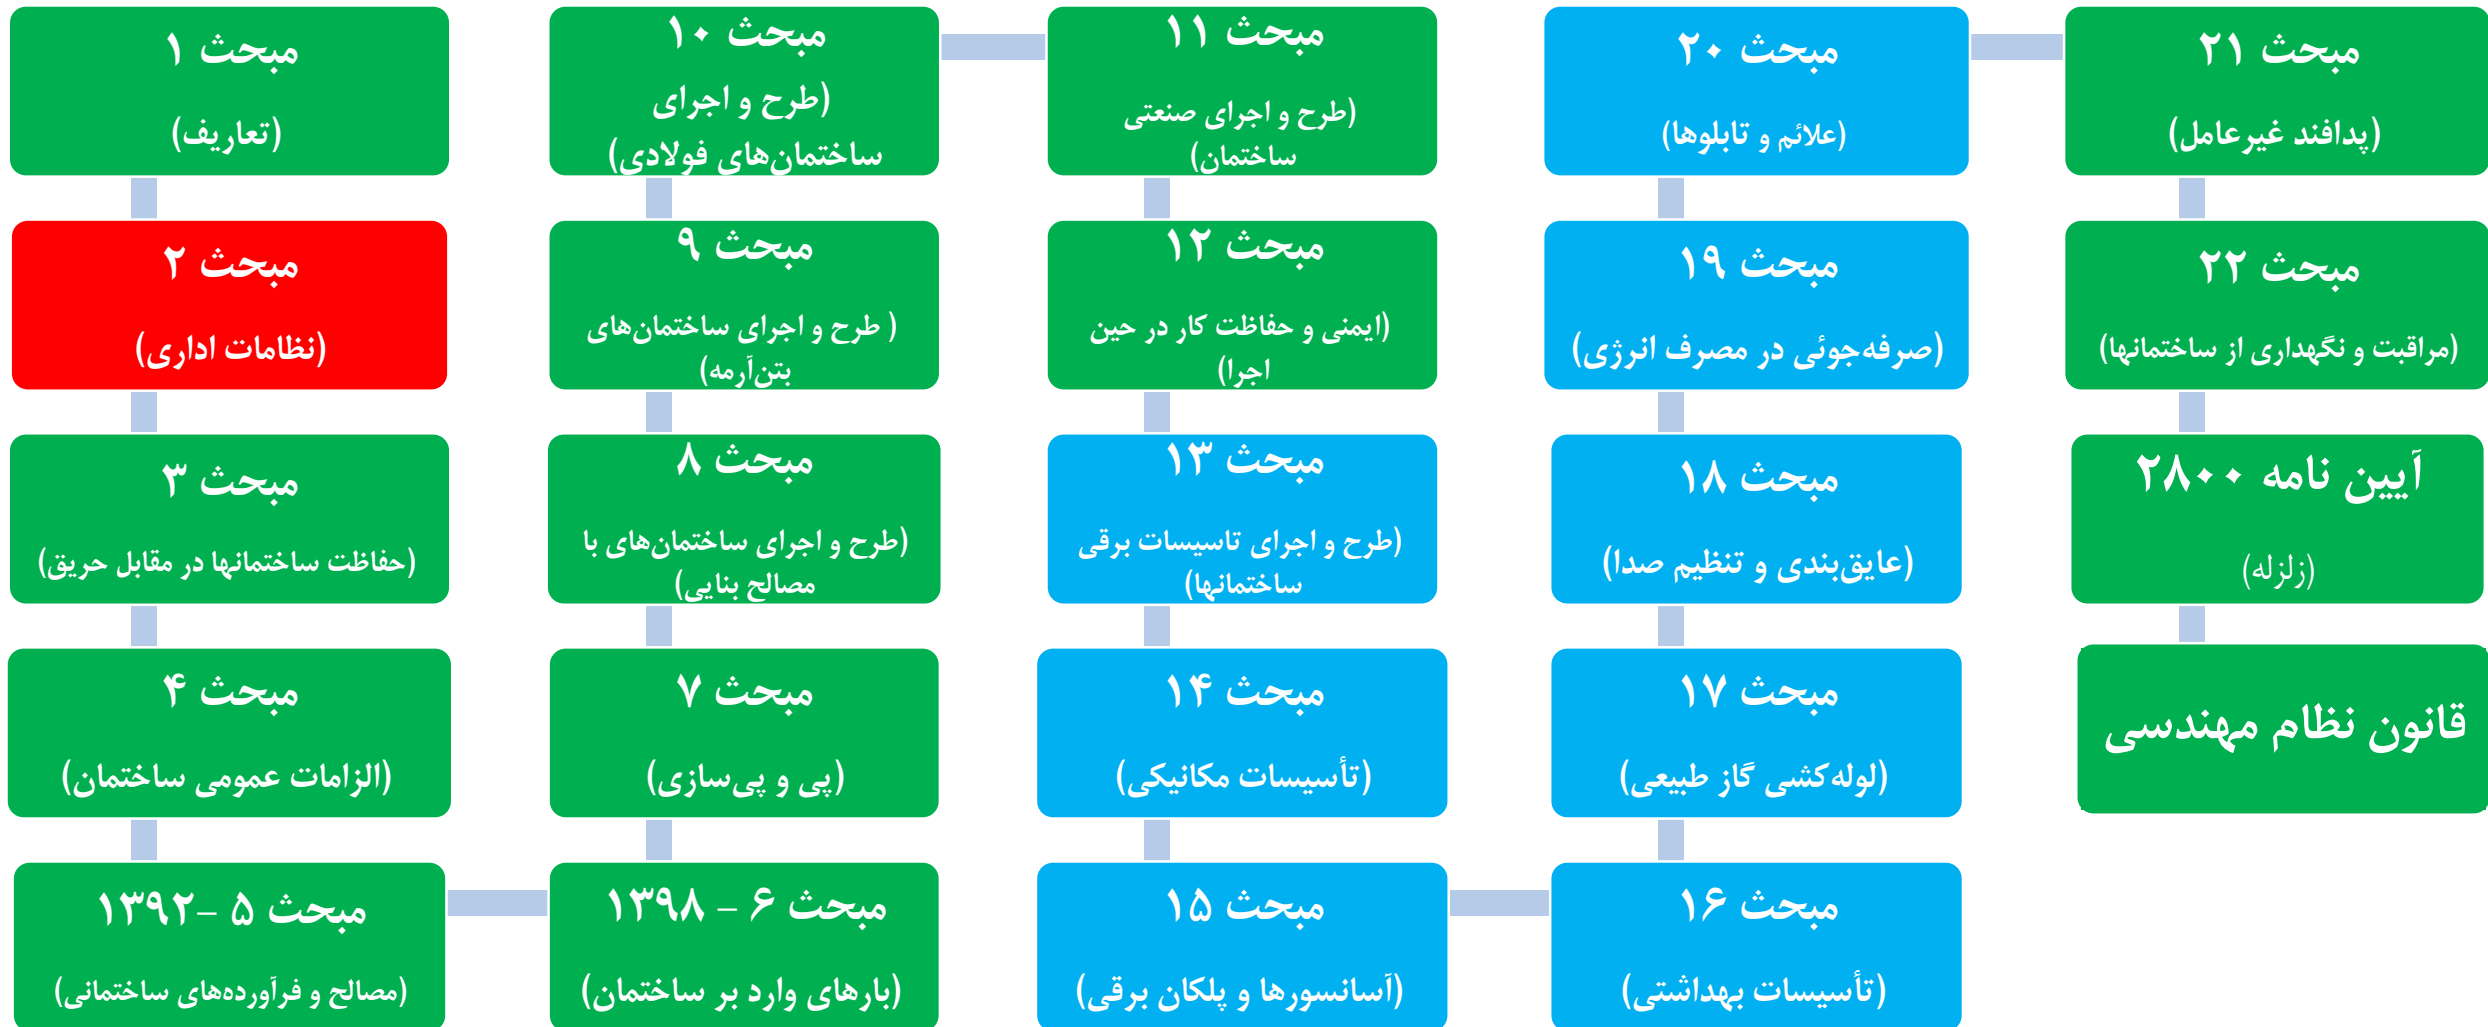 مبحث ۱
(تعاریف)
مبحث ۲
(نظامات اداری)
مبحث ۳
(حفاظت ساختمانها در مقابل حریق)
مبحث ۴
(الزامات عمومی ساختمان)
مبحث ۵ -۱۳۹۲
(مصالح و فرآورده‌های ساختمانی)
مبحث ۶ - ۱۳۹۸
(بارهای وارد بر ساختمان)
مبحث ۷
(پی و پی‌سازی)
مبحث ۸
(طرح و اجرای ساختمان‌های با
مصالح بنایی)
مبحث ۹
( طرح و اجرای ساختمان‌های
بتن‌آرمه)
مبحث ۱۰
(طرح و اجرای
ساختمان‌های فولادی)
مبحث ۱۱
(طرح و اجرای صنعتی
ساختمان)
مبحث ۱۲
(ایمنی و حفاظت کار در حین
اجرا)
مبحث ۱۳
(طرح و اجرای تاسیسات برقی
ساختمانها)
مبحث ۱۴
(تأسیسات مکانیکی)
مبحث ۱۵
(آسانسورها و پلکان برقی)
مبحث ۱۶
(تأسیسات بهداشتی)
مبحث ۱۷
(لوله‌کشی گاز طبیعی)
مبحث ۱۸
(عایق‌بندی و تنظیم صدا)
مبحث ۱۹
(صرفه‌جوئی در مصرف انرژی)
مبحث ۲۰
(علائم و تابلوها)
مبحث ۲۱
(پدافند غیرعامل)
مبحث ۲۲
(مراقبت و نگهداری از ساختمانها)
آیین نامه ۲۸۰۰
(زلزله)
قانون نظام مهندسی